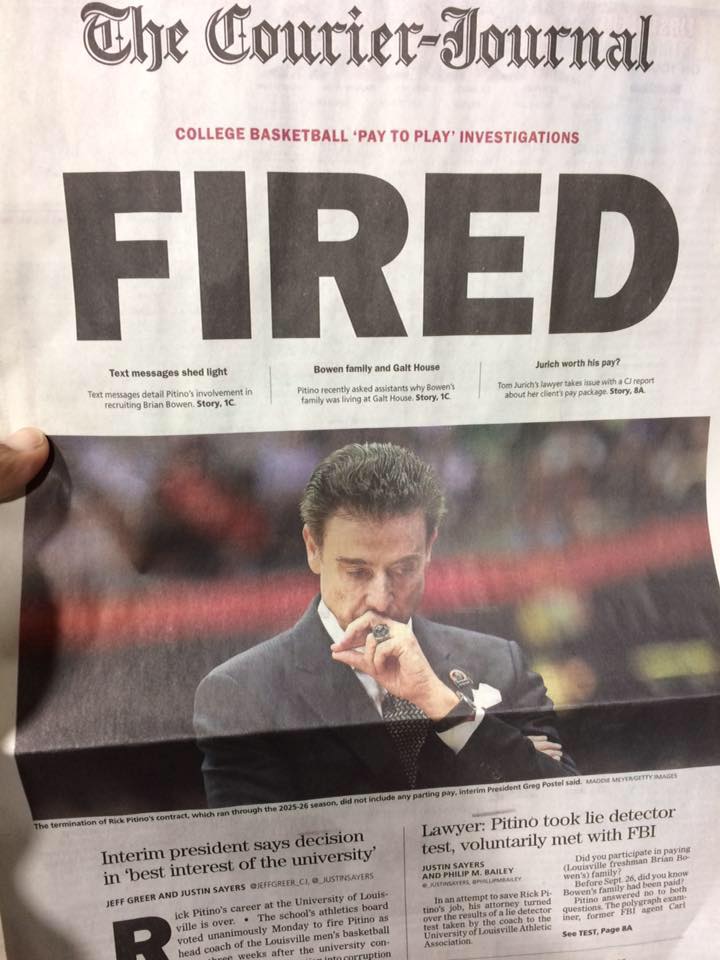 The Courier-Journal
COLLEGE BASKETBALL ‘PAY TO PLAY’ INVESTIGATIONS
FIRED
Text messages shed light
Text messages detail Pitino's involvement in
recruiting Brian Bowen. Story, 1C.
Bowen family and Galt House
Pitino recently asked assistants why Bowen's
family was living at Galt House. Story, 1C.
Jurich worth his pay?
Tom Jurich's lawyer takes issue with a CJ report
about her client's pay package. Story, 8A.
The termination of Rick Pitino's contract, which ran through the 2025-26 season, did not include any parting pay, interim President Greg Postel said. MADDIE MEYER/GETTY IMAGES
Interim president says decision
in ‘best interest of the university’
JEFF GREER AND JUSTIN SAYERS @JEFFGREER_CJ, @_JUSTINSAYERS
Rick Pitino's career at the University of Louis-
ville is over. • The school's athletics board
voted unanimously Monday to fire Pitino as
head coach of the Louisville men's basketball
three weeks after the university con-
into corruption
Lawyer: Pitino took lie detector
test, voluntarily met with FBI
JUSTIN SAYERS
AND PHILLIP M. BAILEY
@_JUSTINSAYERS, @PHILLIPMBAILEY
In an attempt to save Rick Pi-
tino's job, his attorney turned
over the results of a lie detector
test taken by the coach to the
University of Louisville Athletic
Association.
Did you participate in paying
(Louisville freshman Brian Bo-
wen's) family?
Before Sept. 26, did you know
Bowen's family had been paid?
Pitino answered no to both
questions. The polygraph exam-
iner, former FBI agent Carl
See TEST, Page 8A